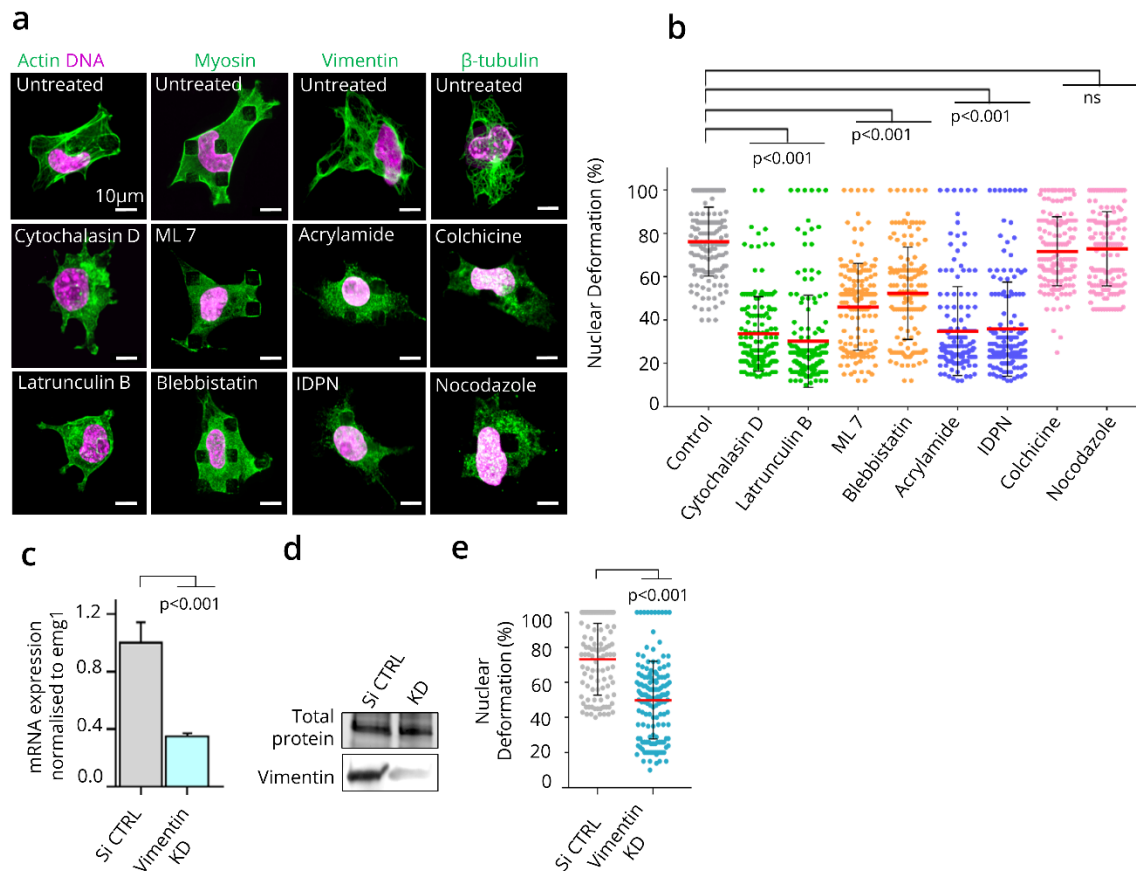 a
Actin DNA Myosin Vimentin β-tubulin
Untreated Untreated Untreated Untreated
10μm
Cytochalasin D ML 7 Acrylamide Colchicine
Latrunculin B Blebbistatin IDPN Nocodazole
b
ns
p<0.001
p<0.001
p<0.001
Nuclear Deformation (%)
100
80
60
40
20
0
Control
Cytochalasin D
Latrunculin B
ML 7
Blebbistatin
Acrylamide
IDPN
Colchicine
Nocodazole
c
p<0.001
mRNA expression
normalised to emg1
1.2
0.8
0.4
0.0
Si CTRL
Vimentin
KD
d
Si CTRL
KD
Total
protein
Vimentin
e
p<0.001
Nuclear
Deformation (%)
100
80
60
40
20
0
Si CTRL
Vimentin
KD